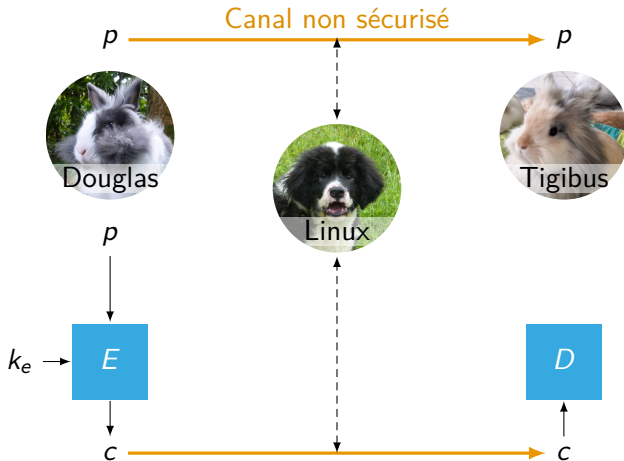 Canal non sécurisé
p p
Douglas Linux Tigibus
p
k_e E D
c c